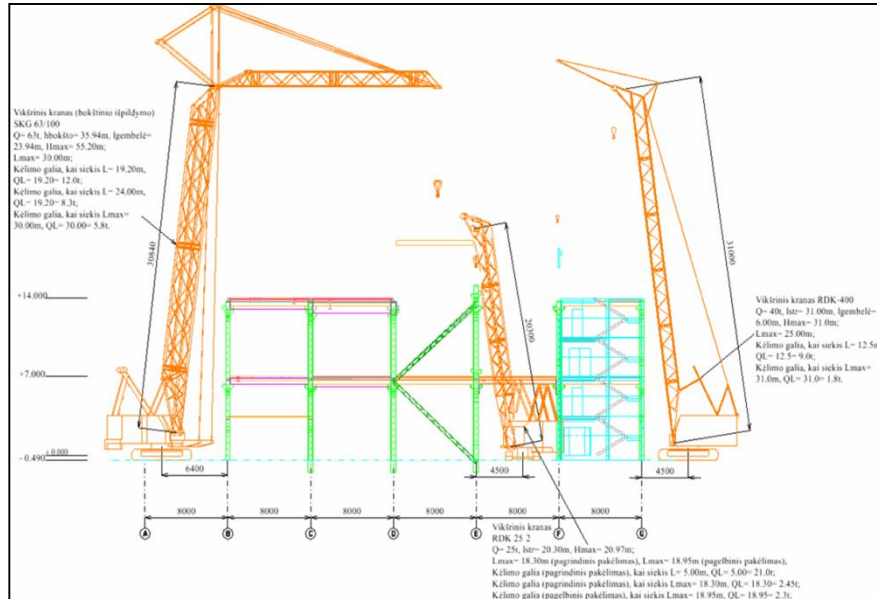 Vikšrinis kranas (bokštinio išpildymo)
SKG 63/100
Q= 63t, hbokšto= 35.94m, lgembelė=
23.94m, Hmax= 55.20m;
Lmax= 30.00m;
Kėlimo galia, kai siekis L= 19.20m,
QL= 19.20= 12.0t;
Kėlimo galia, kai siekis L= 24.00m,
QL= 19.20= 8.3t;
Kėlimo galia, kai siekis Lmax=
30.00m, QL= 30.00= 5.8t.
30840
20300
31000
+14.000
+7.000
± 0.000
- 0.490
Vikšrinis kranas RDK-400
Q= 40t, lstr= 31.00m, lgembelė=
6.00m, Hmax= 31.0m;
Lmax= 25.00m;
Kėlimo galia, kai siekis L= 12.5m
QL= 12.5= 9.0t;
Kėlimo galia, kai siekis Lmax=
31.0m, QL= 31.0= 1.8t.
6400
4500
4500
8000
8000
8000
8000
8000
8000
A
B
C
D
E
F
G
Vikšrinis kranas
RDK 25 2
Q= 25t, lstr= 20.30m, Hmax= 20.97m;
Lmax= 18.30m (pagrindinis pakėlimas), Lmax= 18.95m (pagelbinis pakėlimas);
Kėlimo galia (pagrindinis pakėlimas), kai siekis L= 5.00m, QL= 5.00= 21.0t;
Kėlimo galia (pagrindinis pakėlimas), kai siekis Lmax= 18.30m, QL= 18.30= 2.45t;
Kėlimo galia (pagelbinis pakėlimas), kai siekis Lmax= 18.95m, QL= 18.95= 2.3t;